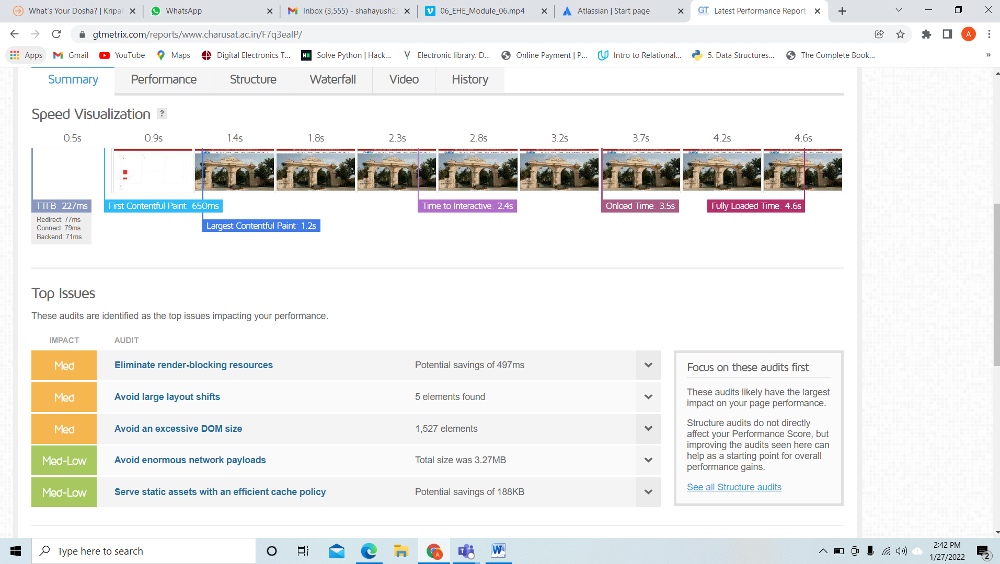 What's Your Dosha? | Kripal
WhatsApp
Inbox (3,555) - shahayush25
06_EHE_Module_06.mp4
Atlassian | Start page
GT
Latest Performance Report
gtmetrix.com/reports/www.charusat.ac.in/F7q3eaIP/
A
Apps
Gmail
YouTube
Maps
Digital Electronics T...
Solve Python | Hack...
Electronic library. D...
Online Payment | P...
Intro to Relational...
5. Data Structures...
The Complete Book...
»
Summary
Performance
Structure
Waterfall
Video
History
Speed Visualization ?
0.5s
0.9s
1.4s
1.8s
2.3s
2.8s
3.2s
3.7s
4.2s
4.6s
TTFB: 227ms
Redirect: 77ms
Connect: 79ms
Backend: 71ms
First Contentful Paint: 650ms
Largest Contentful Paint: 1.2s
Time to Interactive: 2.4s
Onload Time: 3.5s
Fully Loaded Time: 4.6s
Top Issues
These audits are identified as the top issues impacting your performance.
IMPACT AUDIT
Med Eliminate render-blocking resources Potential savings of 497ms
Med Avoid large layout shifts 5 elements found
Med Avoid an excessive DOM size 1,527 elements
Med-Low Avoid enormous network payloads Total size was 3.27MB
Med-Low Serve static assets with an efficient cache policy Potential savings of 188KB
Focus on these audits first
These audits likely have the largest
impact on your page performance.
Structure audits do not directly
affect your Performance Score, but
improving the audits seen here can
help as a starting point for overall
performance gains.
See all Structure audits
Type here to search
2:42 PM
1/27/2022
2